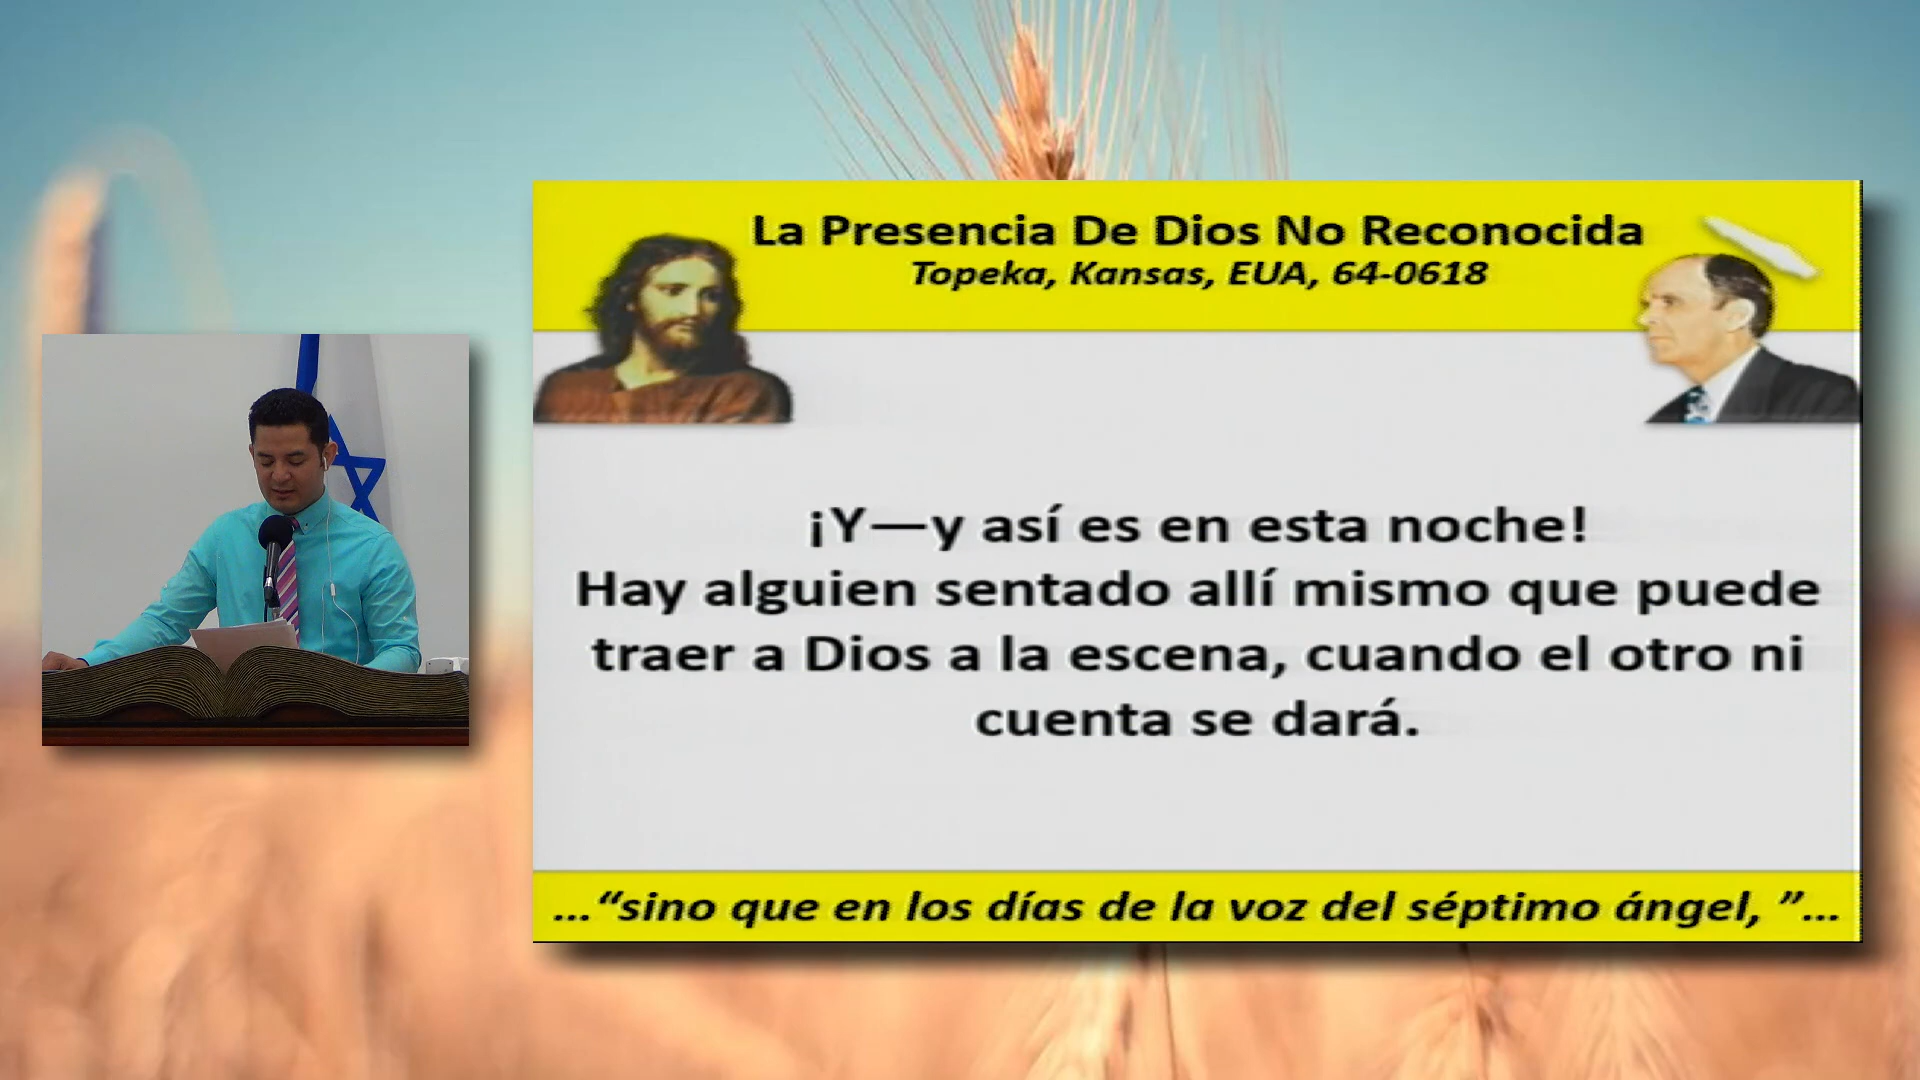 La Presencia De Dios No Reconocida
Topeka, Kansas, EUA, 64-0618
¡Y—y así es en esta noche!
Hay alguien sentado allí mismo que puede
traer a Dios a la escena, cuando el otro ni
cuenta se dará.
...“sino que en los días de la voz del séptimo ángel, ”...